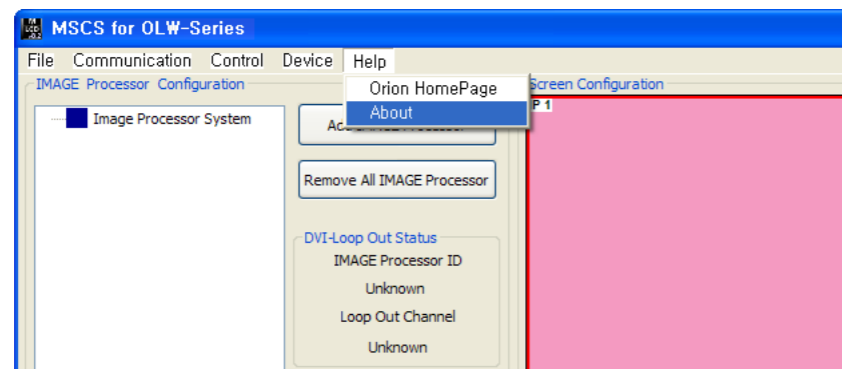 MSCS for OLW-Series
File Communication Control Device Help
Orion HomePage
About
IMAGE Processor Configuration
Image Processor System
Remove All IMAGE Processor
DVI-Loop Out Status
IMAGE Processor ID
Unknown
Loop Out Channel
Unknown
Screen Configuration
P 1